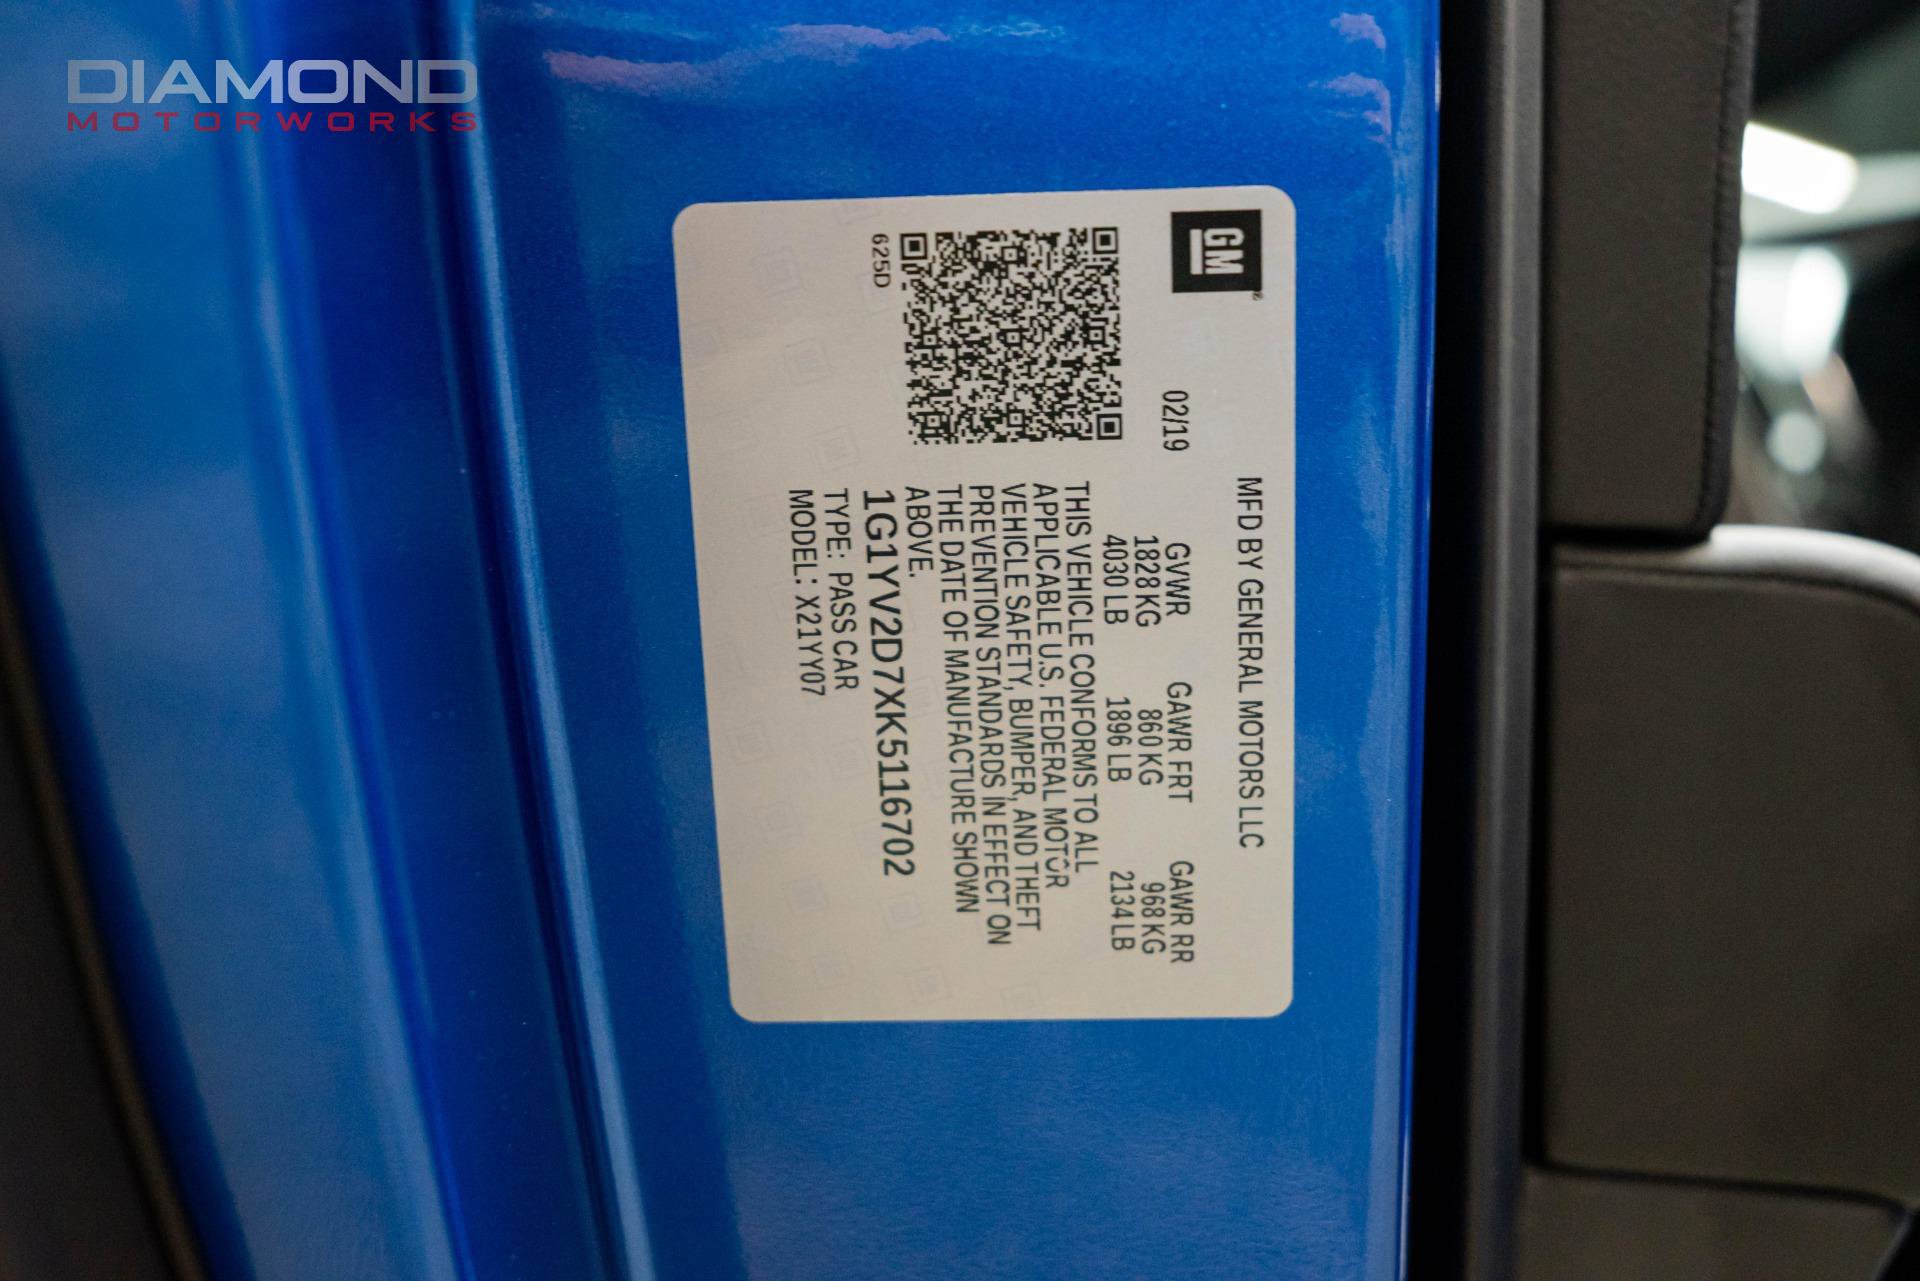 DIAMOND
MOTORWORKS
GM
MFD BY GENERAL MOTORS LLC
02/19
GVWR GAWR FRT GAWR RR
1828 KG 860 KG 968 KG
4030 LB 1896 LB 2134 LB
THIS VEHICLE CONFORMS TO ALL
APPLICABLE U.S. FEDERAL MOTOR
VEHICLE SAFETY, BUMPER, AND THEFT
PREVENTION STANDARDS IN EFFECT ON
THE DATE OF MANUFACTURE SHOWN
ABOVE.
1G1YV2D7XK5116702
TYPE: PASS CAR
MODEL: X21YY07
625D